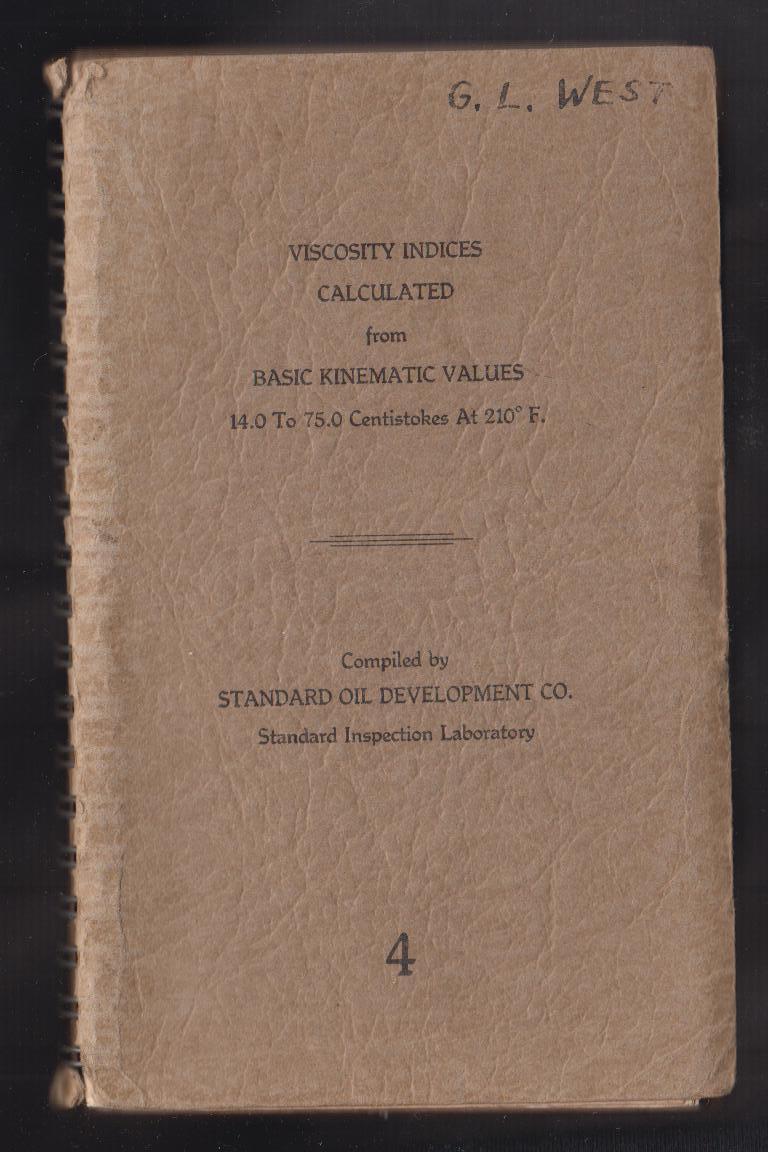 G. L. WEST
VISCOSITY INDICES
CALCULATED
from
BASIC KINEMATIC VALUES
14.0 To 75.0 Centistokes At 210° F.
Compiled by
STANDARD OIL DEVELOPMENT CO.
Standard Inspection Laboratory
4